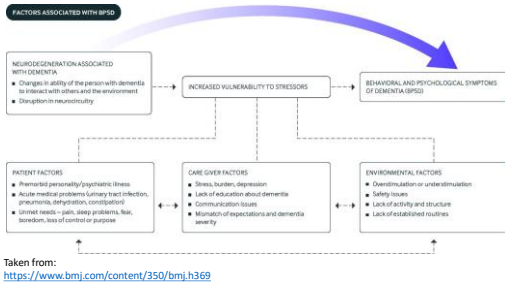 FACTORS ASSOCIATED WITH BPSD
NEURODEGENERATION ASSOCIATED
WITH DEMENTIA
▪ Changes in ability of the person with dementia
to interact with others and the environment
▪ Disruption in neurocircuitry
INCREASED VULNERABILITY TO STRESSORS
BEHAVIORAL AND PSYCHOLOGICAL SYMPTOMS
OF DEMENTIA (BPSD)
PATIENT FACTORS
▪ Premorbid personality/psychiatric illness
▪ Acute medical problems (urinary tract infection,
pneumonia, dehydration, constipation)
▪ Unmet needs – pain, sleep problems, fear,
boredom, loss of control or purpose
CARE GIVER FACTORS
▪ Stress, burden, depression
▪ Lack of education about dementia
▪ Communication issues
▪ Mismatch of expectations and dementia
severity
ENVIRONMENTAL FACTORS
▪ Overstimulation or understimulation
▪ Safety issues
▪ Lack of activity and structure
▪ Lack of established routines
Taken from:
https://www.bmj.com/content/350/bmj.h369